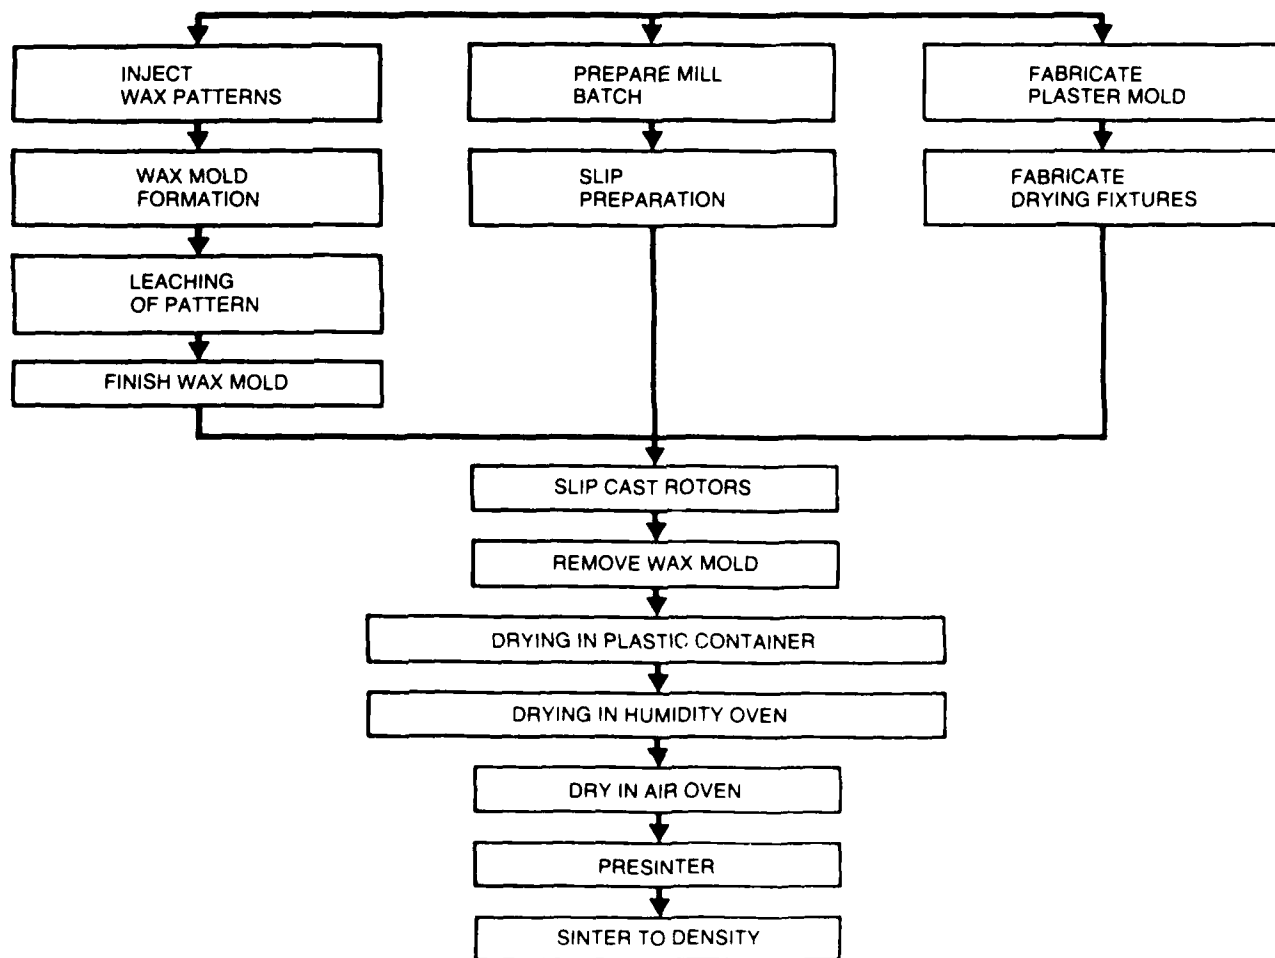 INJECT
WAX PATTERNS
WAX MOLD
FORMATION
LEACHING
OF PATTERN
FINISH WAX MOLD
PREPARE MILL
BATCH
SLIP
PREPARATION
FABRICATE
PLASTER MOLD
FABRICATE
DRYING FIXTURES
SLIP CAST ROTORS
REMOVE WAX MOLD
DRYING IN PLASTIC CONTAINER
DRYING IN HUMIDITY OVEN
DRY IN AIR OVEN
PRESINTER
SINTER TO DENSITY